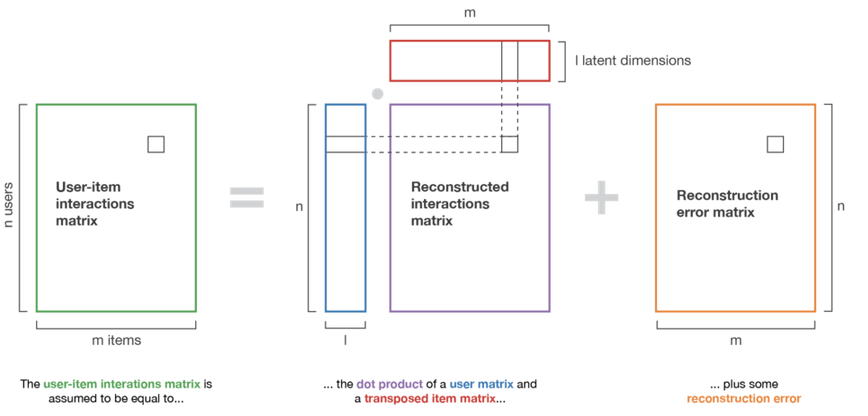 m
l latent dimensions
n users
User-item
interactions
matrix
n
Reconstructed
interactions
matrix
Reconstruction
error matrix
n
m items
l
m
The user-item interations matrix is
assumed to be equal to...
... the dot product of a user matrix and
a transposed item matrix...
... plus some
reconstruction error